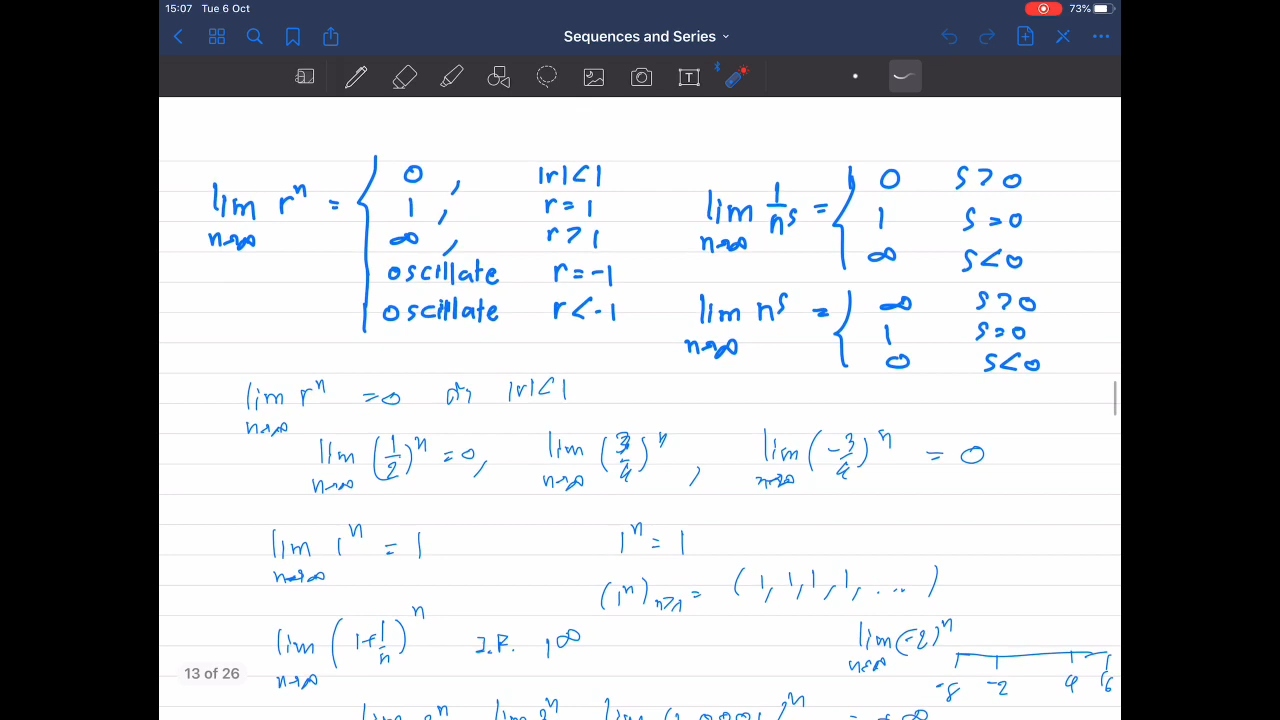 15:07 Tue 6 Oct
73%
Sequences and Series
T
lim n→∞ r^n = { 0, |r|<1
1, r=1
∞, r>1
oscillate r=-1
oscillate r<-1
lim n→∞ 1/n^s = { 0 s>0
1 s=0
∞ s<0
lim n→∞ n^s = { ∞ s>0
1 s=0
0 s<0
lim n→∞ r^n = 0 |r|<1
lim n→∞ (1/2)^n = 0, lim n→∞ (3/4)^n, lim n→∞ (-3/4)^n = 0
lim n→∞ 1^n = 1 1^n = 1
(1^n) = (1, 1, 1, 1, ....)
lim n→∞ (1+1/n)^n I.F. 1^∞ lim n→∞ (-2)^n
-8 -2 4 16
13 of 26